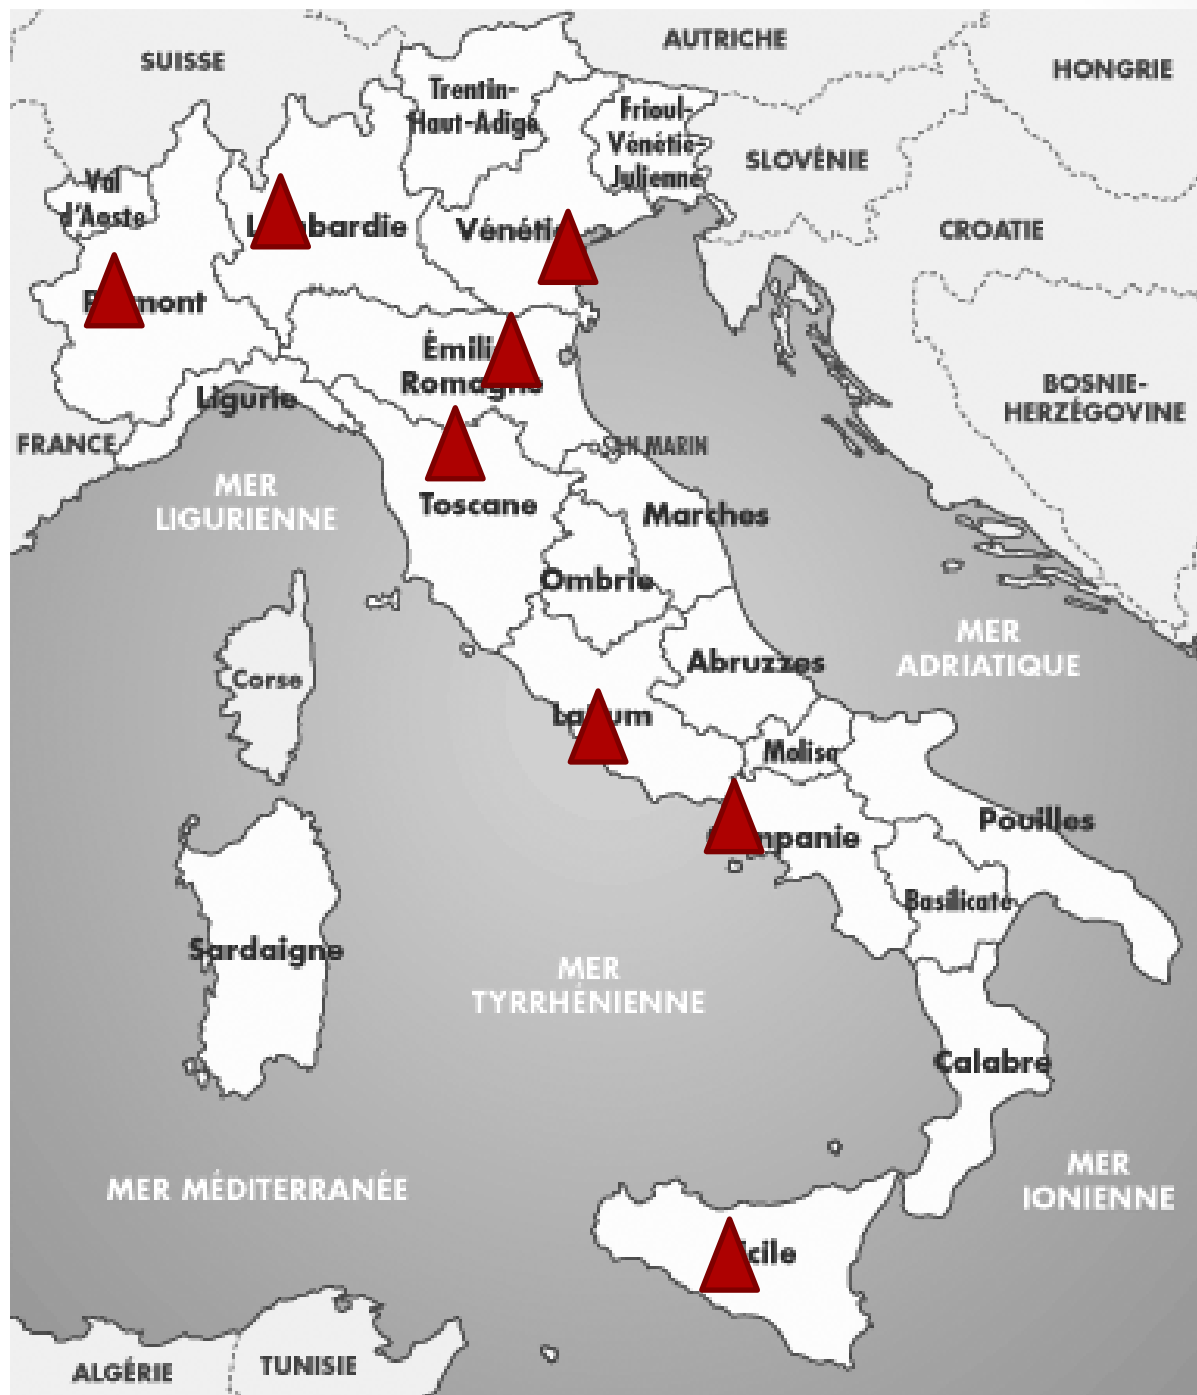 SUISSE
AUTRICHE
HONGRIE
Trentin-
Haut-Adige
Frioul-
Vénétie-
Julienne
SLOVÉNIE
Val
d'Aoste
CROATIE
Émili
BOSNIE-
HERZÉGOVINE
Ligurie
FRANCE
SAN MARIN
MER
LIGURIENNE
Toscane
Marches
Ombrie
MER
ADRIATIQUE
Abruzzes
Corse
Molise
Pouilles
Basilicate
Sardaigne
MER
TYRRHÉNIENNE
Calabre
MER
IONIENNE
MER MÉDITERRANÉE
ALGÉRIE
TUNISIE